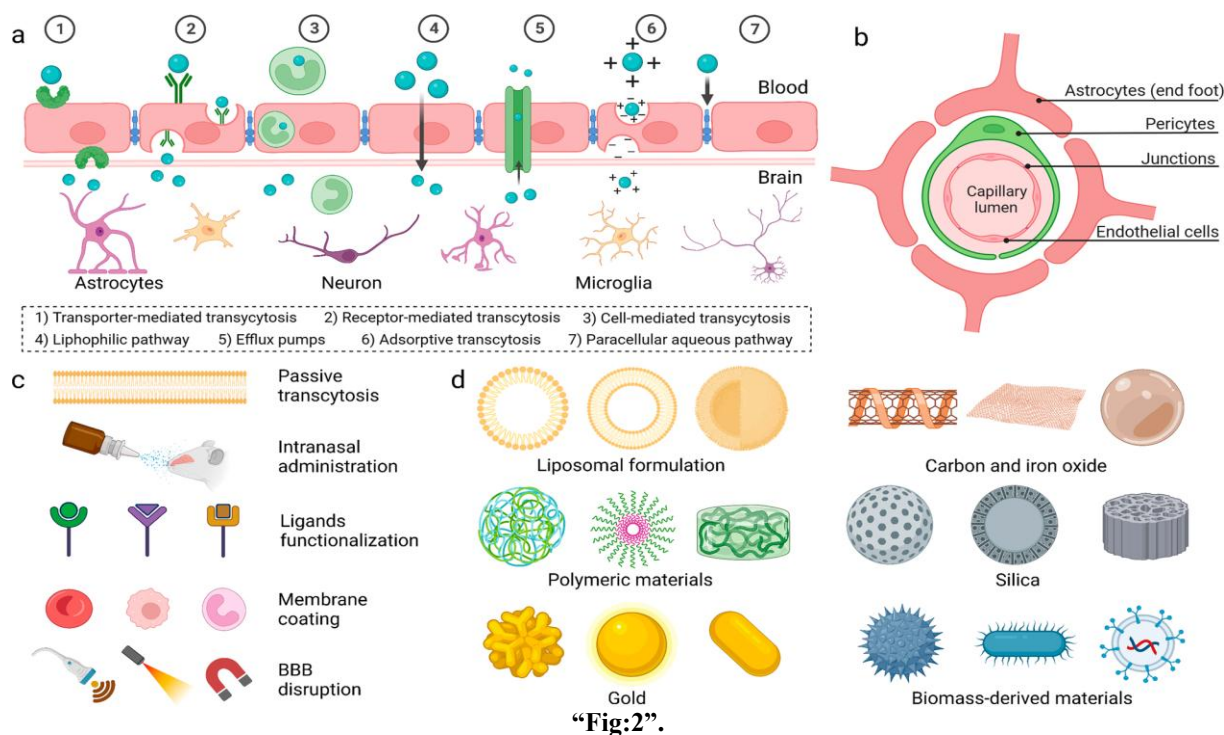 a
1 2 3 4 5 6 7
Blood
Brain
Astrocytes Neuron Microglia
1) Transporter-mediated transycytosis 2) Receptor-mediated transcytosis 3) Cell-mediated transycytosis
4) Liphophilic pathway 5) Efflux pumps 6) Adsorptive transcytosis 7) Paracellular aqueous pathway
b
Astrocytes (end foot)
Pericytes
Junctions
Capillary
lumen
Endothelial cells
c
Passive
transcytosis
Intranasal
administration
Ligands
functionalization
Membrane
coating
BBB
disruption
d
Liposomal formulation
Carbon and iron oxide
Polymeric materials
Silica
Gold
Biomass-derived materials
“Fig:2”.